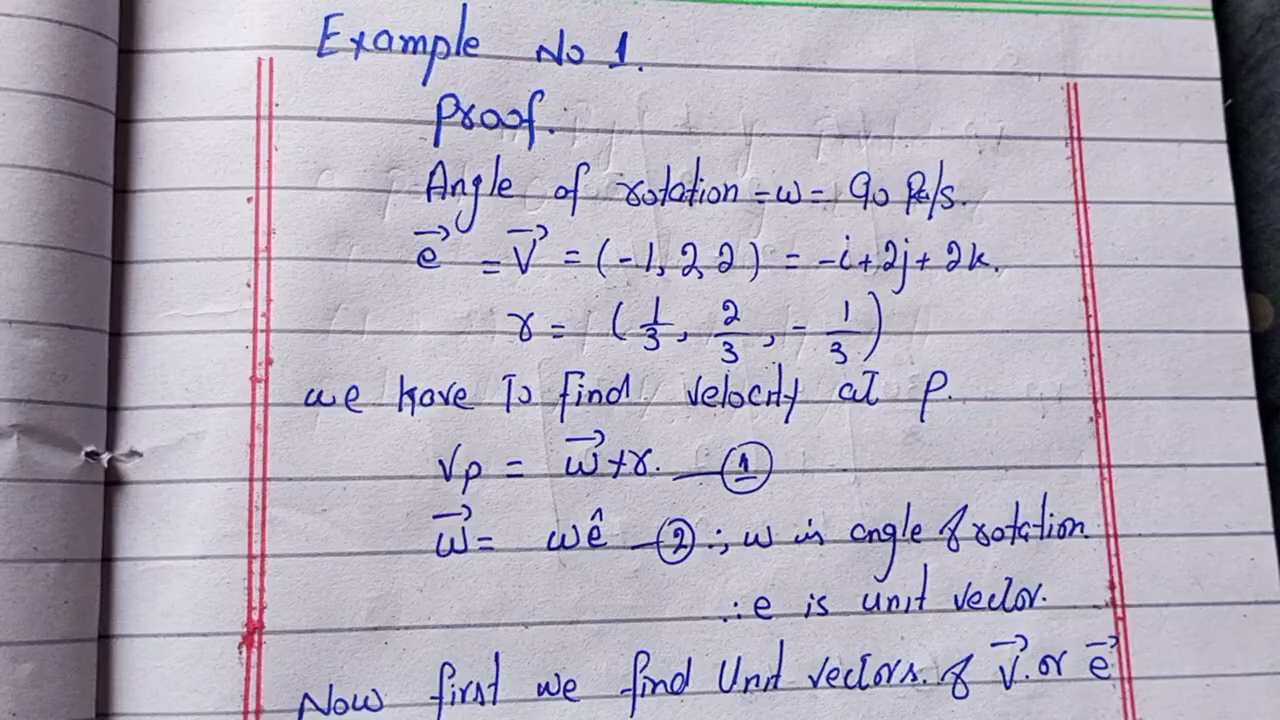 Example No 1.
Proof.
Angle of rotation = ω = 90 Re/s.
e⃗ = V⃗ = (-1, 2, 2) = -i + 2j + 2k.
r = (1/3, 2/3, -1/3)
we have To find velocity at P.
Vp = ω⃗ + r. — ①
ω⃗ = ωê — ② ∴ ω is angle of rotation.
∴ e is unit vector.
Now first we find Unit vectors. of V⃗. or e⃗